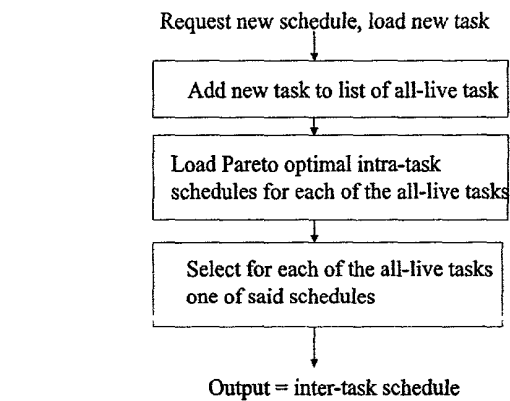 Request new schedule, load new task
Add new task to list of all-live task
Load Pareto optimal intra-task
schedules for each of the all-live tasks
Select for each of the all-live tasks
one of said schedules
Output = inter-task schedule